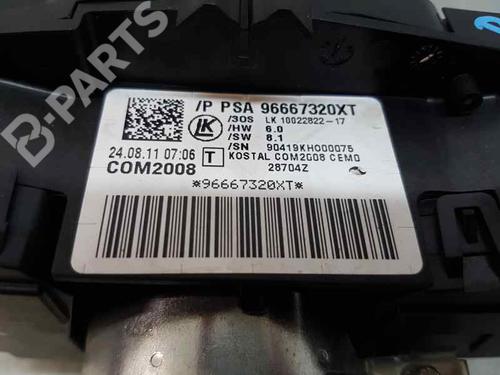 /P PSA 96667320XT
/3OS LK 10022822-17
/HW 6.0
/SW 8.1
/SN 90419KH000075
KOSTAL COM2008 CEMO
28704Z
LK
24.08.11 07:06
T
COM2008
*96667320XT*
B-PARTS